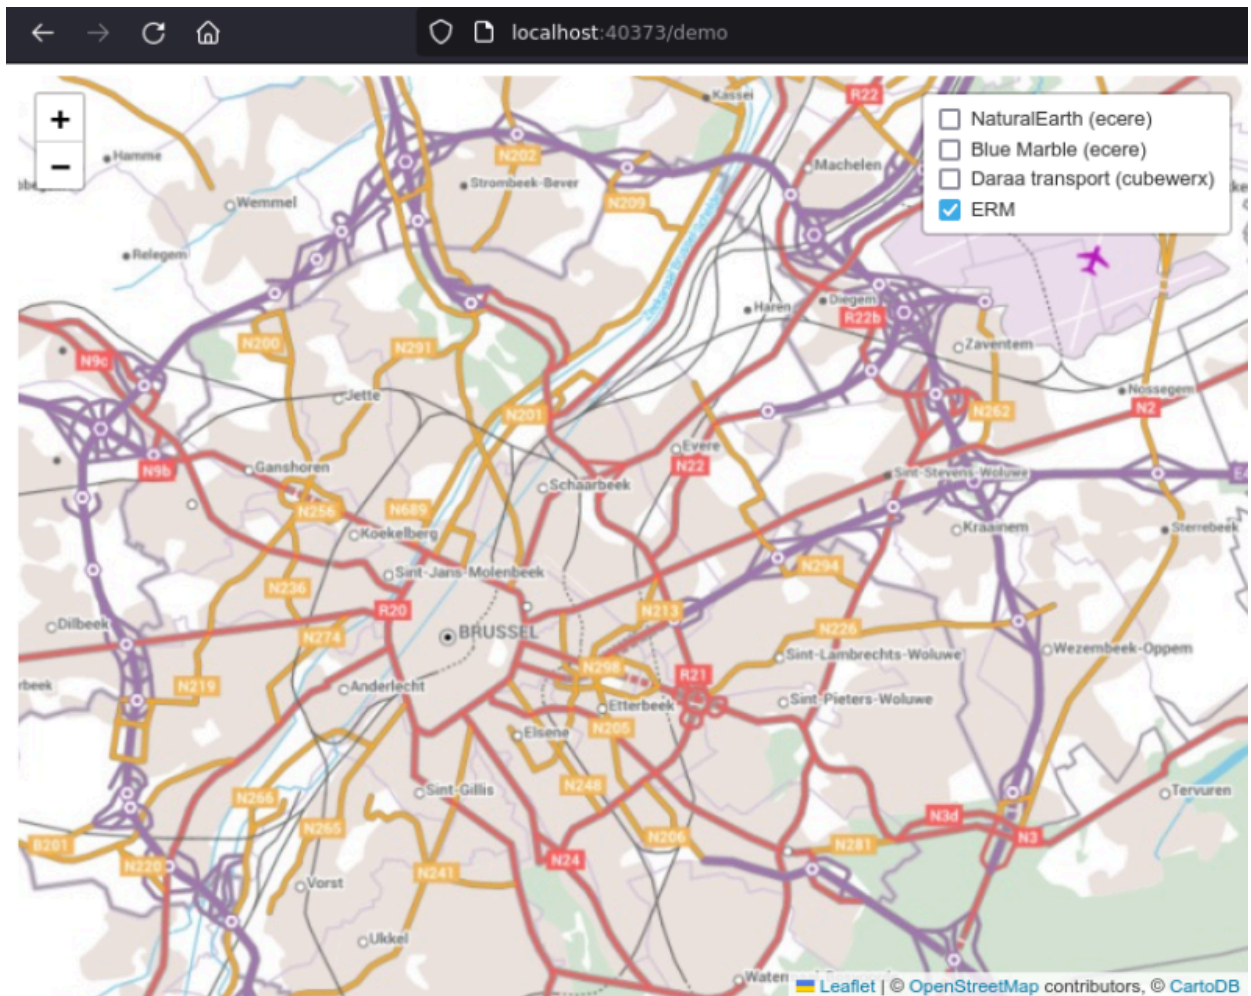 localhost:40373/demo
+
−
NaturalEarth (ecere)
Blue Marble (ecere)
Daraa transport (cubewerx)
ERM
Kassei
R22
Hamme
N202
Machelen
Strombeek-Bever
Wemmel
N209
Relegem
Haren
Diegem
R22b
N200
N291
Zaventem
N9c
Nossegem
Jette
N201
N262
N2
Evere
N22
Ganshoren
N9b
Sint-Stevens-Woluwe
Schaarbeek
N256
N689
Koekelberg
Kraainem
Sterrebeek
N294
Sint-Jans-Molenbeek
N236
R20
N213
Dilbeek
N274
BRUSSEL
N226
Wezembeek-Oppem
Sint-Lambrechts-Woluwe
N298
R21
N219
Anderlecht
Sint-Pieters-Woluwe
Etterbeek
N205
Elsene
N248
Sint-Gillis
N266
Tervuren
N3d
N265
N206
N3
B201
N281
N220
N24
N241
Vorst
Ukkel
Leaflet | © OpenStreetMap contributors, © CartoDB